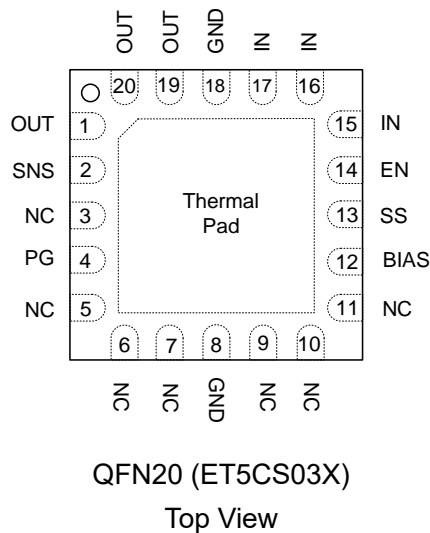 OUT OUT GND IN IN
20 19 18 17 16
OUT 1 15 IN
SNS 2 14 EN
NC 3 Thermal Pad 13 SS
PG 4 12 BIAS
NC 5 11 NC
6 7 8 9 10
NC NC GND NC NC
QFN20 (ET5CS03X)
Top View